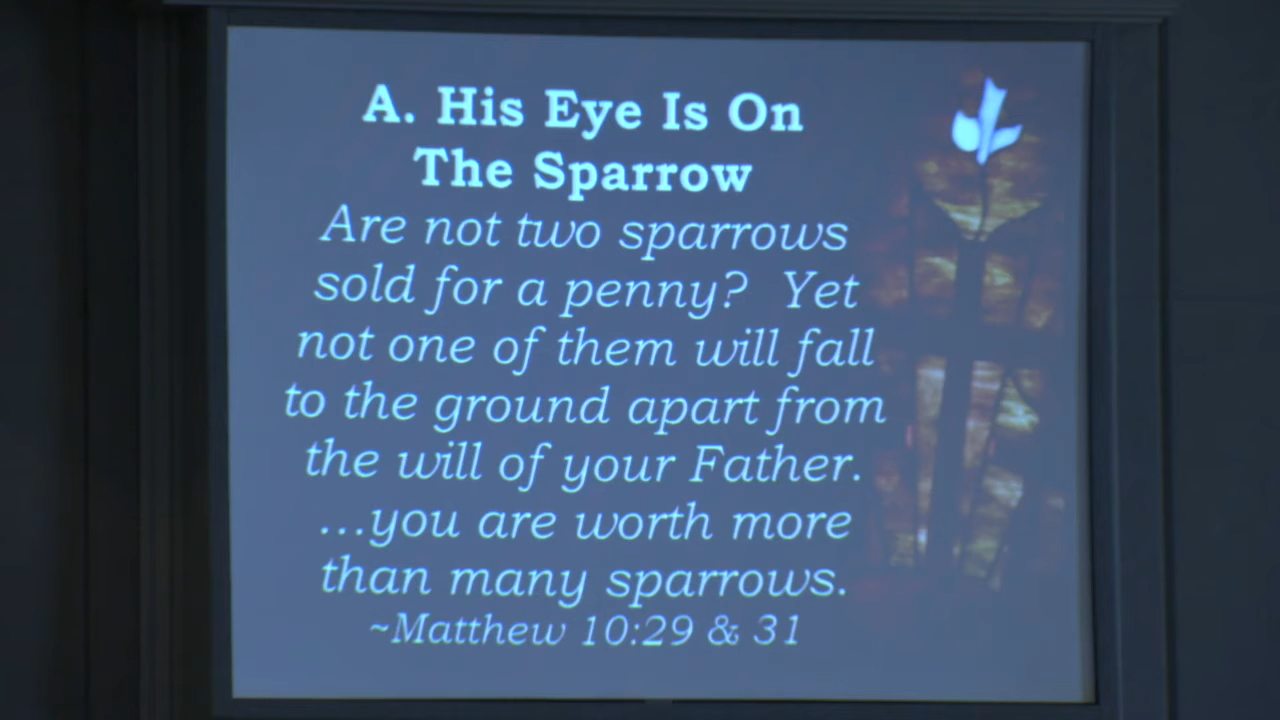 A. His Eye Is On
The Sparrow
Are not two sparrows
sold for a penny? Yet
not one of them will fall
to the ground apart from
the will of your Father.
...you are worth more
than many sparrows.
~Matthew 10:29 & 31